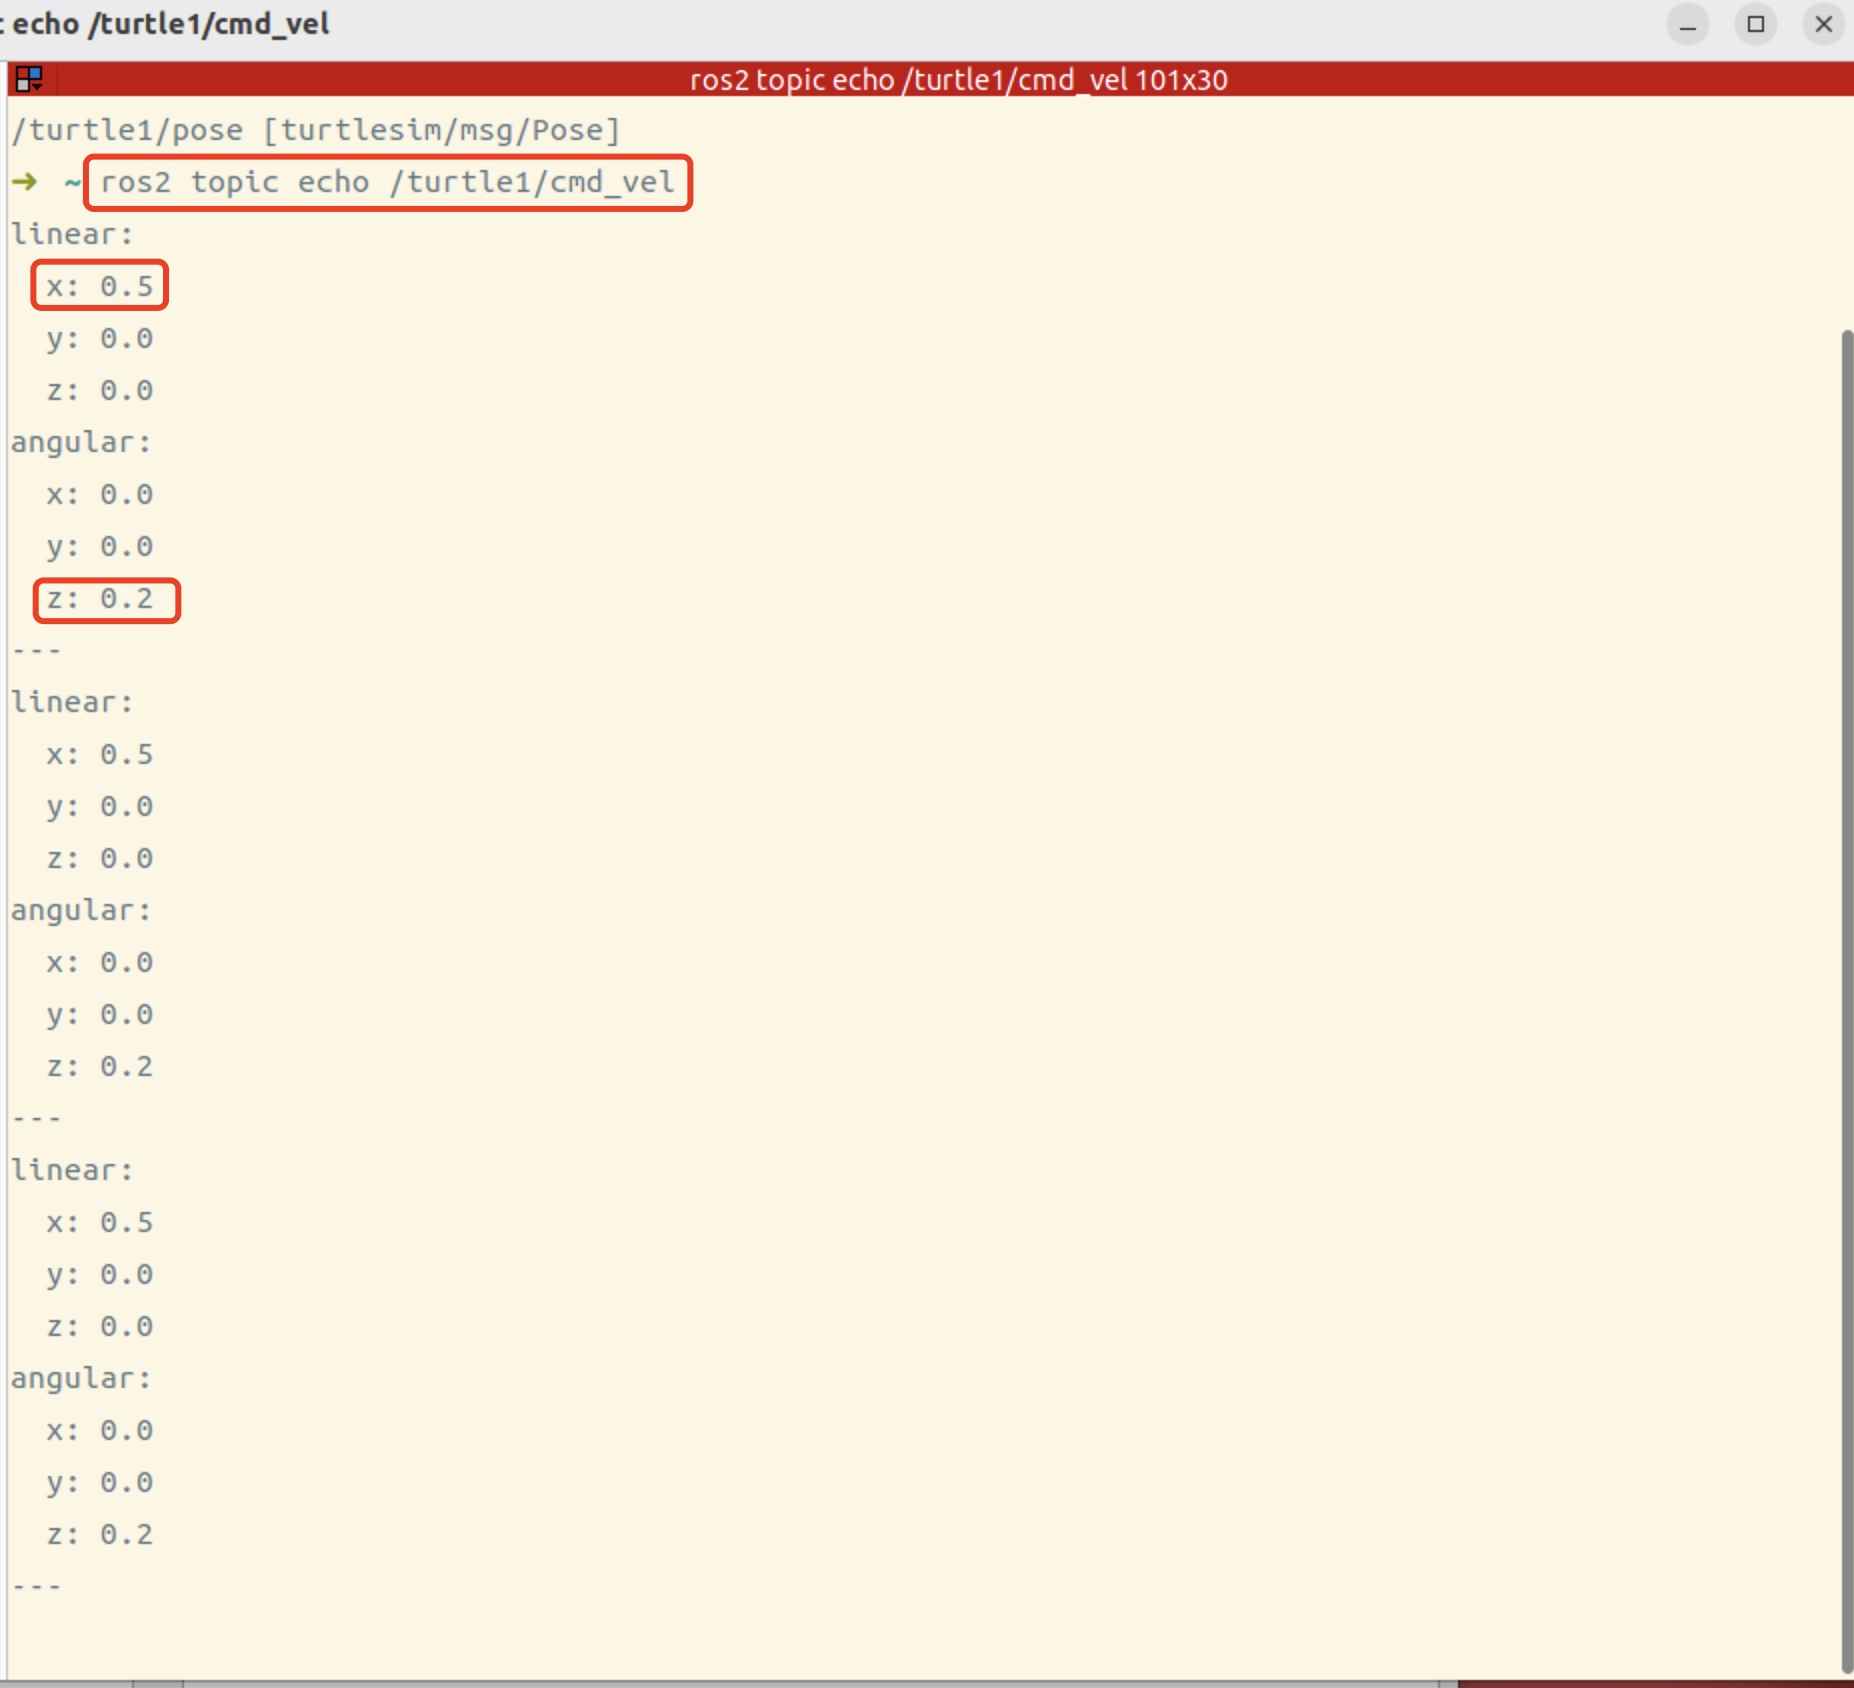 echo /turtle1/cmd_vel
ros2 topic echo /turtle1/cmd_vel 101x30
/turtle1/pose [turtlesim/msg/Pose]
➜ ~ ros2 topic echo /turtle1/cmd_vel
linear:
x: 0.5
y: 0.0
z: 0.0
angular:
x: 0.0
y: 0.0
z: 0.2
---
linear:
x: 0.5
y: 0.0
z: 0.0
angular:
x: 0.0
y: 0.0
z: 0.2
---
linear:
x: 0.5
y: 0.0
z: 0.0
angular:
x: 0.0
y: 0.0
z: 0.2
---